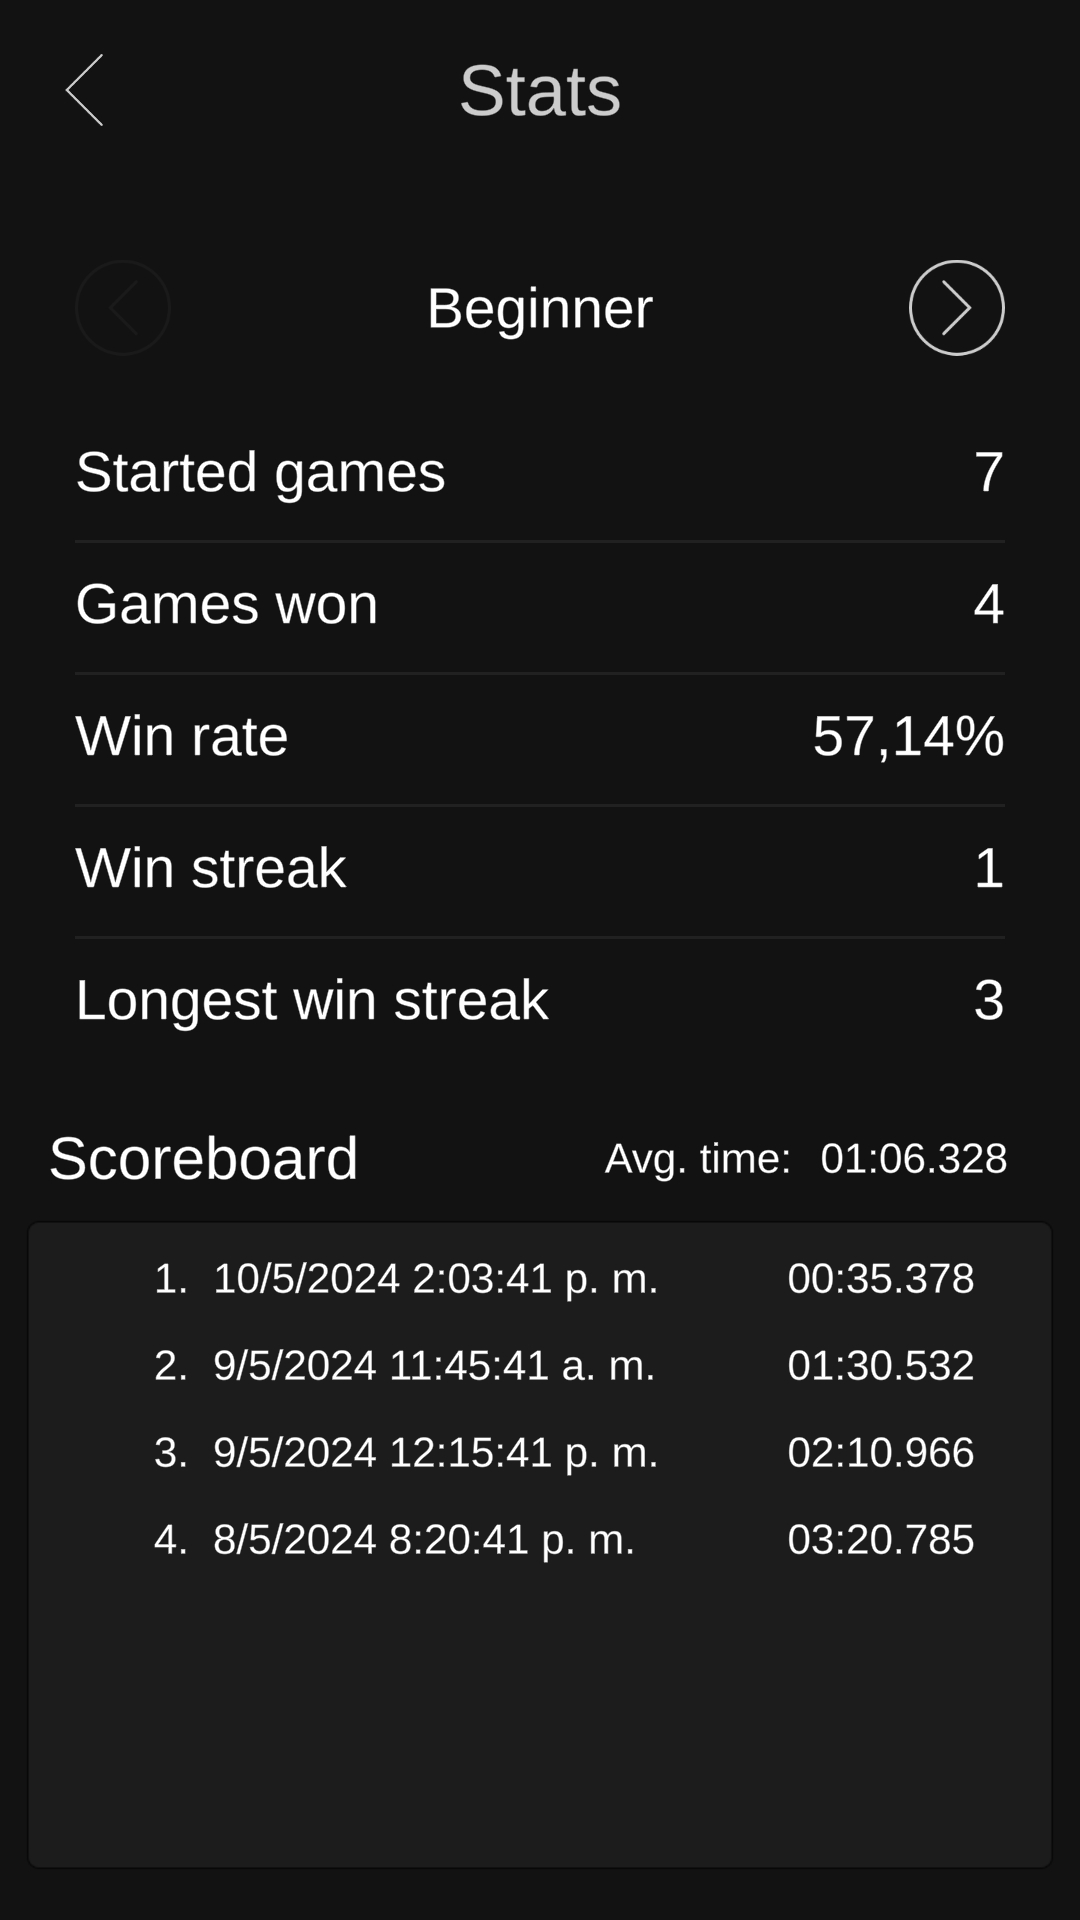 Stats
Beginner
Started games 7
Games won 4
Win rate 57,14%
Win streak 1
Longest win streak 3
Scoreboard Avg. time: 01:06.328
1. 10/5/2024 2:03:41 p. m. 00:35.378
2. 9/5/2024 11:45:41 a. m. 01:30.532
3. 9/5/2024 12:15:41 p. m. 02:10.966
4. 8/5/2024 8:20:41 p. m. 03:20.785